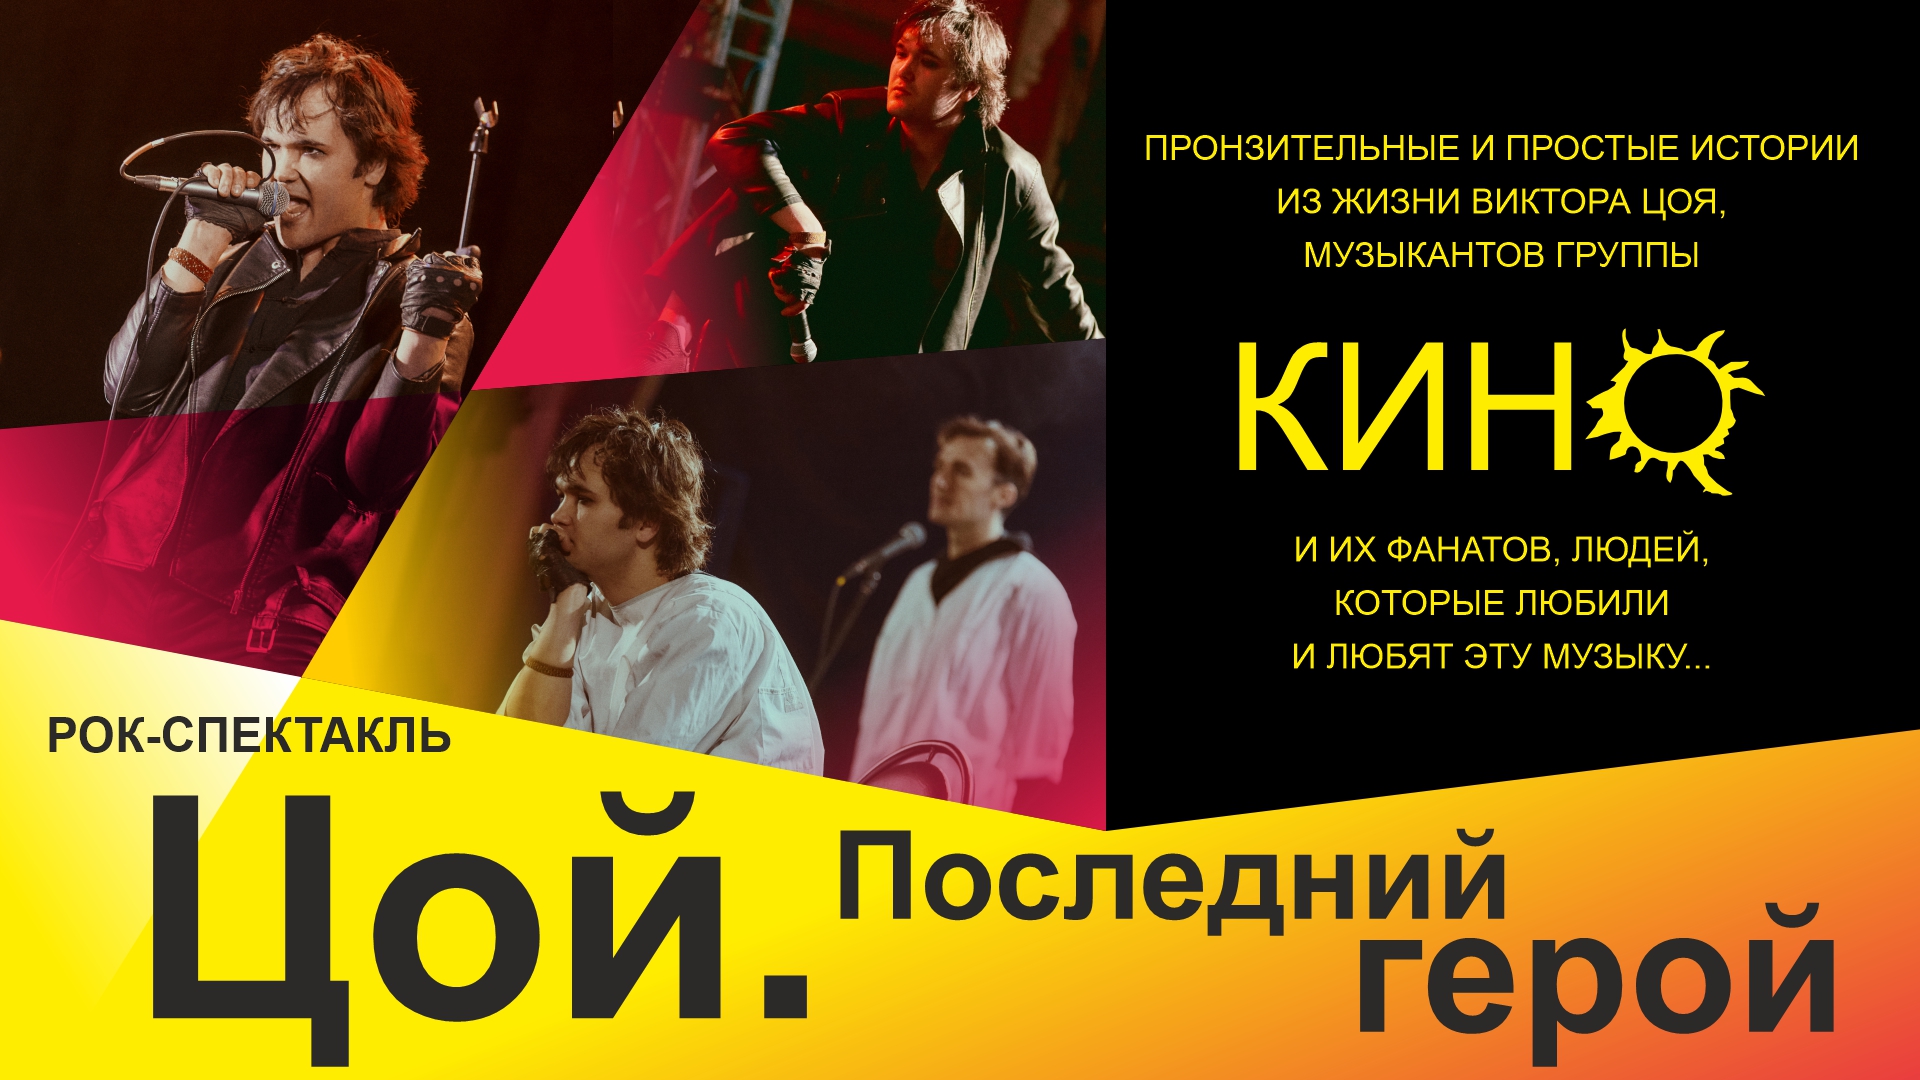 ПРОНЗИТЕЛЬНЫЕ И ПРОСТЫЕ ИСТОРИИ
ИЗ ЖИЗНИ ВИКТОРА ЦОЯ,
МУЗЫКАНТОВ ГРУППЫ
КИНО
И ИХ ФАНАТОВ, ЛЮДЕЙ,
КОТОРЫЕ ЛЮБИЛИ
И ЛЮБЯТ ЭТУ МУЗЫКУ...
РОК-СПЕКТАКЛЬ
Цой.
Последний
герой